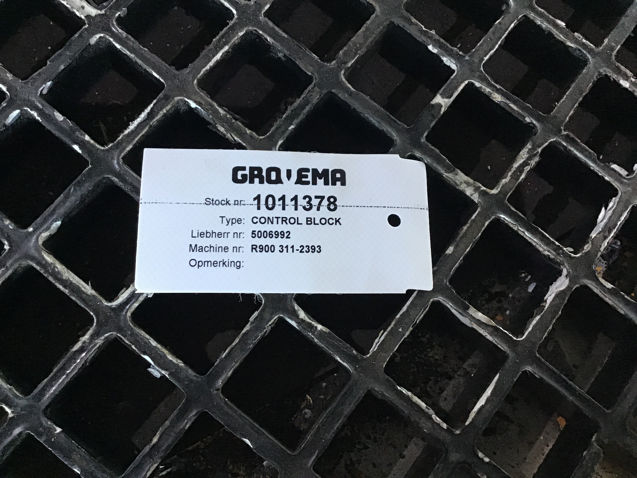 GROVEMA
Stock nr: 1011378
Type: CONTROL BLOCK
Liebherr nr: 5006992
Machine nr: R900 311-2393
Opmerking: